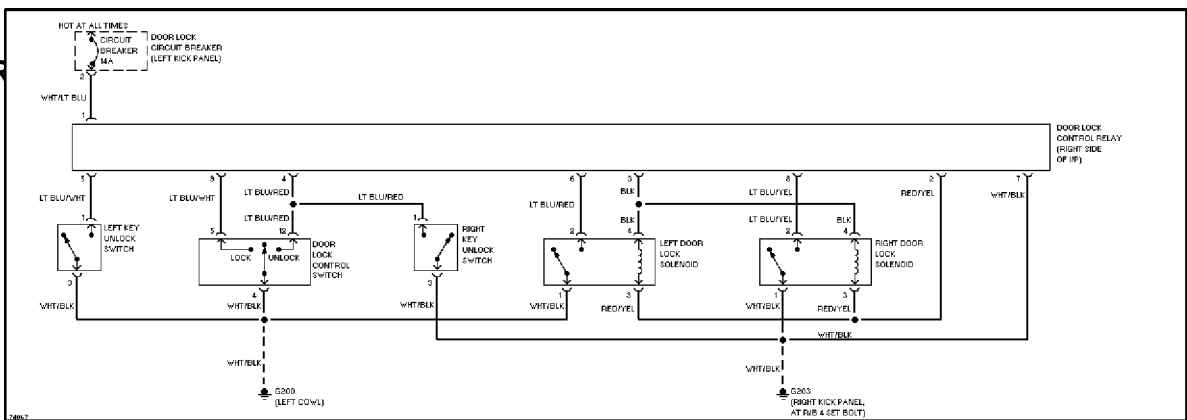 HOT AT ALL TIMES
CIRCUIT
BREAKER
14A
DOOR LOCK
CIRCUIT BREAKER
(LEFT KICK PANEL)
2
WHT/LT BLU
1
DOOR LOCK
CONTROL RELAY
(RIGHT SIDE
OF I/P)
5 9 4 6 3 8 2 7
LT BLU/WHT
LT BLU/WHT
LT BLU/RED
LT BLU/RED
LT BLU/RED
LT BLU/RED
BLK
BLK
LT BLU/YEL
LT BLU/YEL
BLK
RED/YEL
WHT/BLK
1 5 12 1 2 4 2 4
LEFT KEY
UNLOCK
SWITCH
LOCK
UNLOCK
DOOR
LOCK
CONTROL
SWITCH
RIGHT
KEY
UNLOCK
SWITCH
LEFT DOOR
LOCK
SOLENOID
RIGHT DOOR
LOCK
SOLENOID
3 4 3 1 3 1 3
WHT/BLK
WHT/BLK
WHT/BLK
WHT/BLK
RED/YEL
WHT/BLK
RED/YEL
WHT/BLK
WHT/BLK
WHT/BLK
G200
(LEFT COWL)
G203
(RIGHT KICK PANEL,
AT R/B 4 SET BOLT)
74067